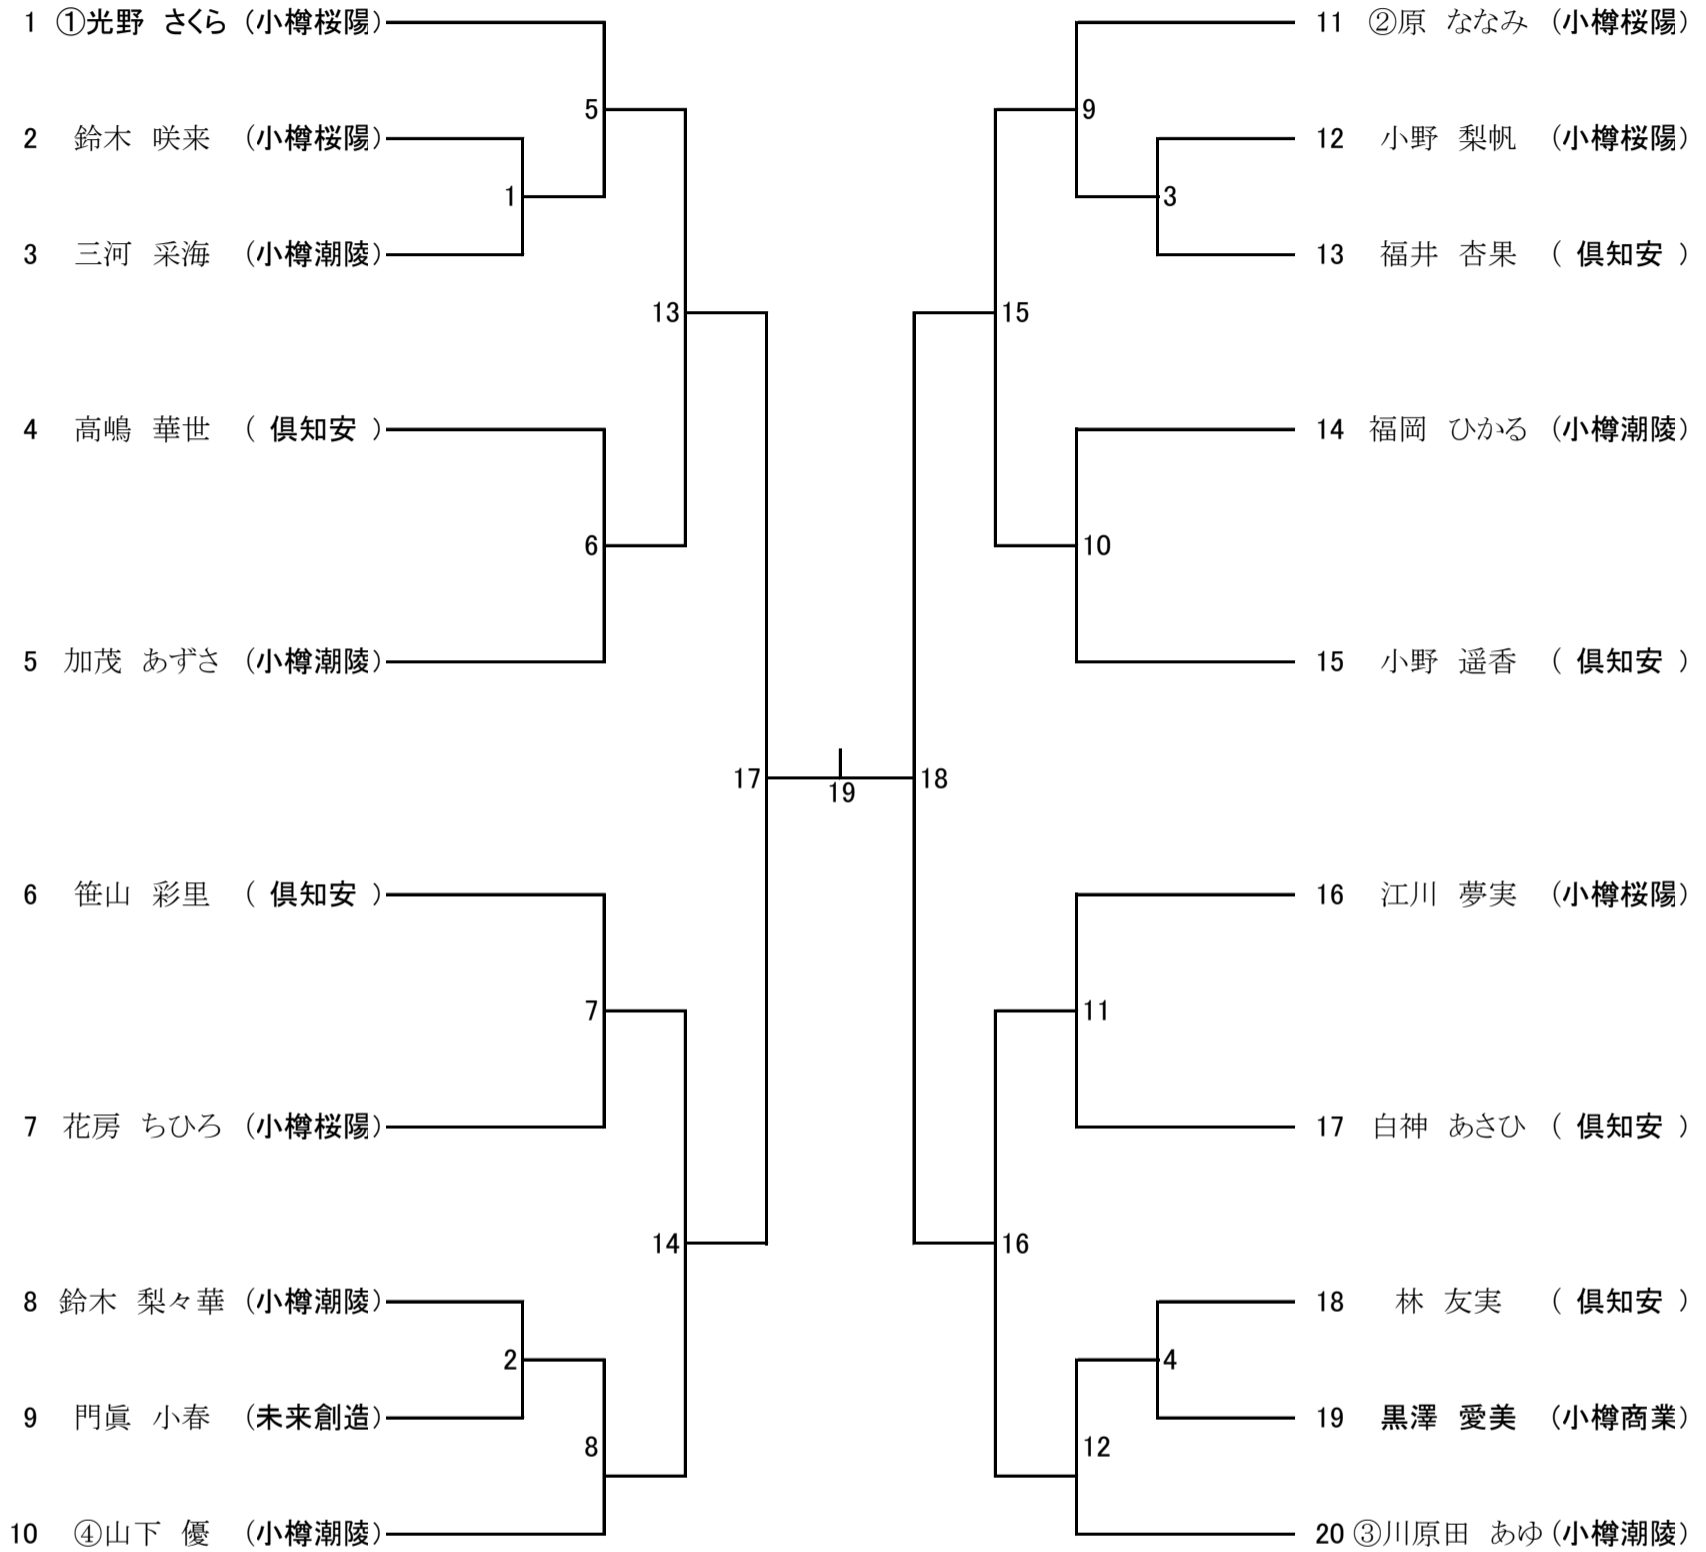 1 ①光野 さくら (小樽桜陽)
2 鈴木 咲来 (小樽桜陽)
3 三河 采海 (小樽潮陵)
4 高嶋 華世 ( 倶知安 )
5 加茂 あずさ (小樽潮陵)
6 笹山 彩里 ( 倶知安 )
7 花房 ちひろ (小樽桜陽)
8 鈴木 梨々華 (小樽潮陵)
9 門眞 小春 (未来創造)
10 ④山下 優 (小樽潮陵)
5
1
13
6
17
7
14
2
8
19
9
3
15
10
18
11
16
4
12
11 ②原 ななみ (小樽桜陽)
12 小野 梨帆 (小樽桜陽)
13 福井 杏果 ( 倶知安 )
14 福岡 ひかる (小樽潮陵)
15 小野 遥香 ( 倶知安 )
16 江川 夢実 (小樽桜陽)
17 白神 あさひ ( 倶知安 )
18 林 友実 ( 倶知安 )
19 黒澤 愛美 (小樽商業)
20 ③川原田 あゆ (小樽潮陵)